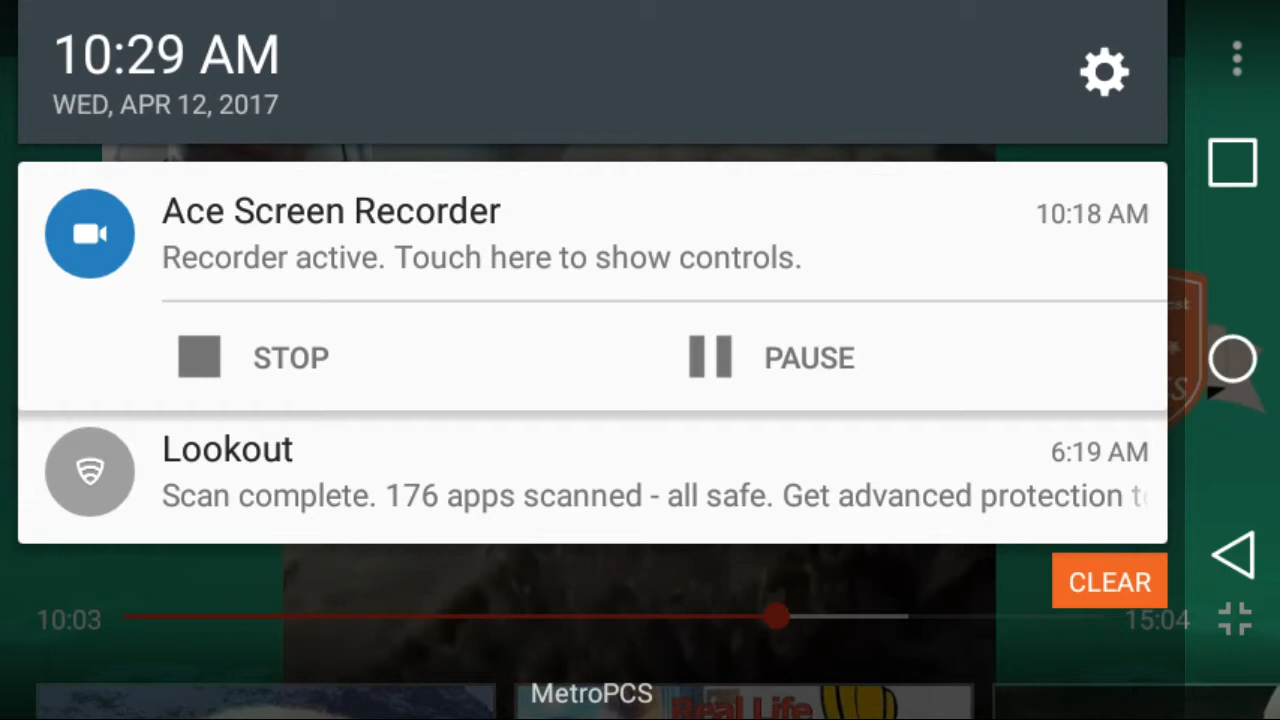 10:29 AM
WED, APR 12, 2017
Ace Screen Recorder
10:18 AM
Recorder active. Touch here to show controls.
STOP
PAUSE
Lookout
6:19 AM
Scan complete. 176 apps scanned - all safe. Get advanced protection
CLEAR
10:03
15:04
MetroPCS
Real Life